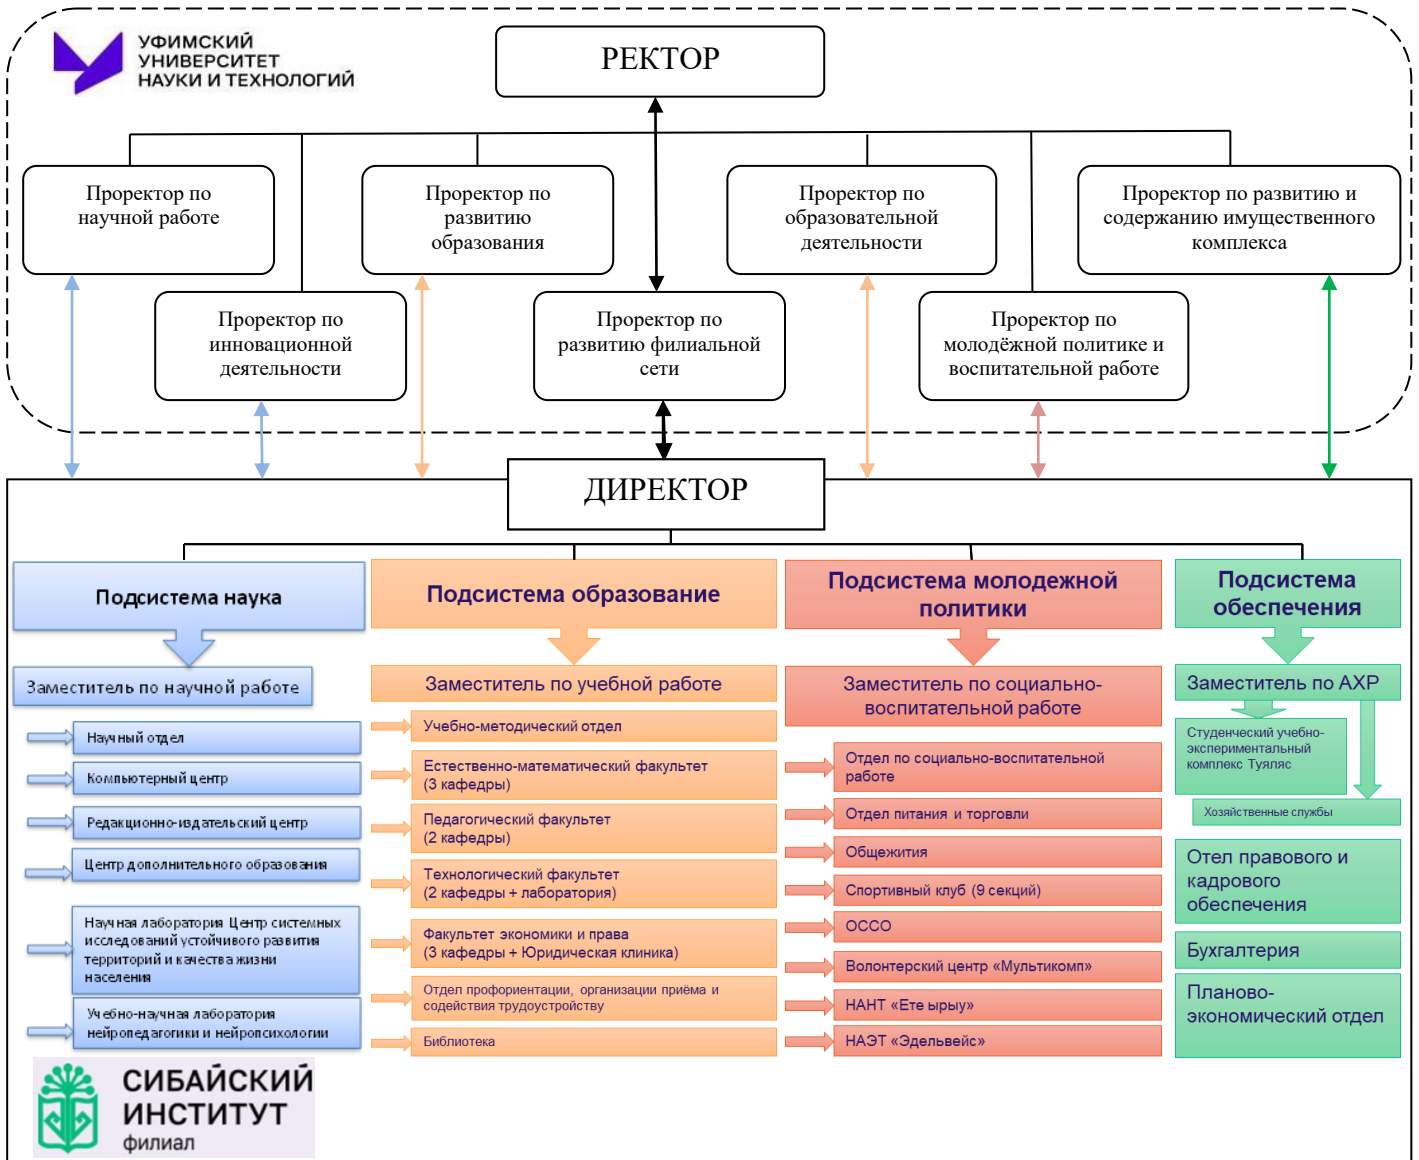 УФИМСКИЙ
УНИВЕРСИТЕТ
НАУКИ И ТЕХНОЛОГИЙ
РЕКТОР
Проректор по
научной работе
Проректор по
развитию
образования
Проректор по
образовательной
деятельности
Проректор по развитию и
содержанию имущественного
комплекса
Проректор по
инновационной
деятельности
Проректор по
развитию филиальной
сети
Проректор по
молодёжной политике и
воспитательной работе
ДИРЕКТОР
Подсистема наука
Заместитель по научной работе
Научный отдел
Компьютерный центр
Редакционно-издательский центр
Центр дополнительного образования
Научная лаборатория Центр системных
исследований устойчивого развития
территорий и качества жизни
населения
Учебно-научная лаборатория
нейропедагогики и нейропсихологии
Подсистема образование
Заместитель по учебной работе
Учебно-методический отдел
Естественно-математический факультет
(3 кафедры)
Педагогический факультет
(2 кафедры)
Технологический факультет
(2 кафедры + лаборатория)
Факультет экономики и права
(3 кафедры + Юридическая клиника)
Отдел профориентации, организации приёма и
содействия трудоустройству
Библиотека
Подсистема молодежной
политики
Заместитель по социально-
воспитательной работе
Отдел по социально-воспитательной
работе
Отдел питания и торговли
Общежития
Спортивный клуб (9 секций)
ОССО
Волонтерский центр «Мультикомп»
НАНТ «Ете ырыу»
НАЭТ «Эдельвейс»
Подсистема
обеспечения
Заместитель по АХР
Студенческий учебно-
экспериментальный
комплекс Туяляс
Хозяйственные службы
Отел правового и
кадрового
обеспечения
Бухгалтерия
Планово-
экономический отдел
СИБАЙСКИЙ
ИНСТИТУТ
филиал